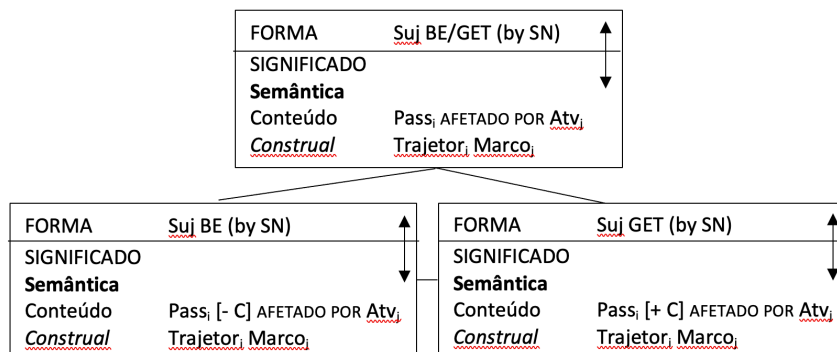 FORMA Suj BE/GET (by SN)
SIGNIFICADO
Semântica
Conteúdo Passᵢ AFETADO POR Atvⱼ
Construal Trajetorᵢ Marcoⱼ
FORMA Suj BE (by SN)
SIGNIFICADO
Semântica
Conteúdo Passᵢ [- C] AFETADO POR Atvⱼ
Construal Trajetorᵢ Marcoⱼ
FORMA Suj GET (by SN)
SIGNIFICADO
Semântica
Conteúdo Passᵢ [+ C] AFETADO POR Atvⱼ
Construal Trajetorᵢ Marcoⱼ